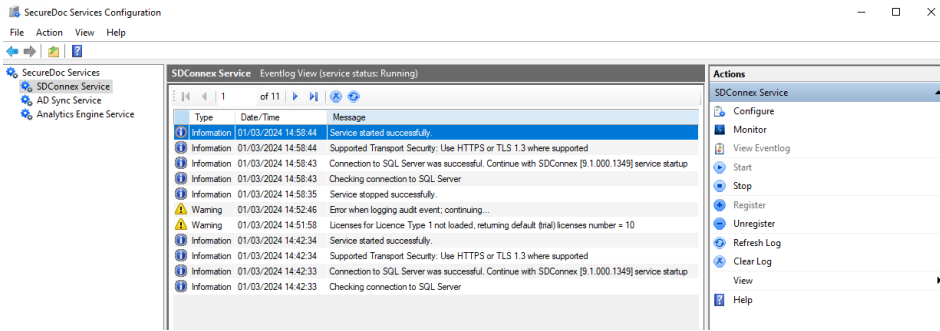 SecureDoc Services Configuration
File Action View Help
SecureDoc Services
SDConnex Service
AD Sync Service
Analytics Engine Service
SDConnex Service Eventlog View (service status: Running)
1 of 11
Type Date/Time Message
Information 01/03/2024 14:58:44 Service started successfully.
Information 01/03/2024 14:58:44 Supported Transport Security: Use HTTPS or TLS 1.3 where supported
Information 01/03/2024 14:58:43 Connection to SQL Server was successful. Continue with SDConnex [9.1.000.1349] service startup
Information 01/03/2024 14:58:43 Checking connection to SQL Server
Information 01/03/2024 14:58:35 Service stopped successfully.
Warning 01/03/2024 14:52:46 Error when logging audit event; continuing...
Warning 01/03/2024 14:51:58 Licenses for Licence Type 1 not loaded, returning default (trial) licenses number = 10
Information 01/03/2024 14:42:34 Service started successfully.
Information 01/03/2024 14:42:34 Supported Transport Security: Use HTTPS or TLS 1.3 where supported
Information 01/03/2024 14:42:33 Connection to SQL Server was successful. Continue with SDConnex [9.1.000.1349] service startup
Information 01/03/2024 14:42:33 Checking connection to SQL Server
Actions
SDConnex Service
Configure
Monitor
View Eventlog
Start
Stop
Register
Unregister
Refresh Log
Clear Log
View
Help